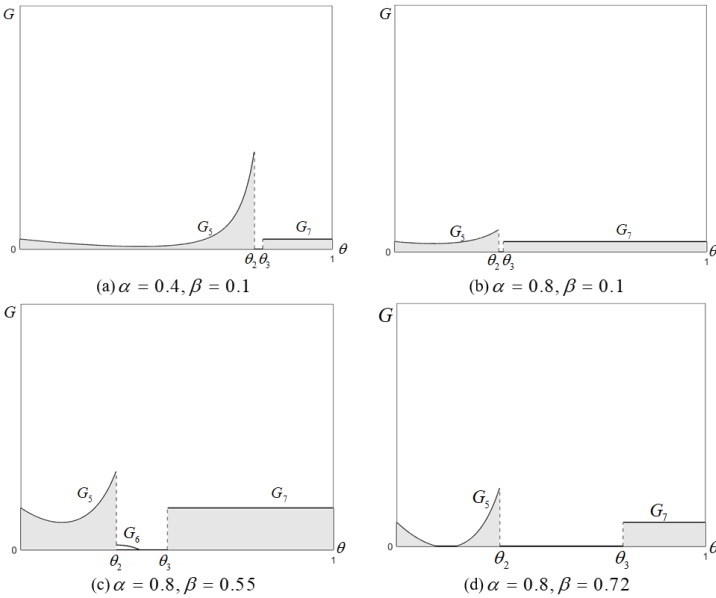 G
G₅
G₇
0
θ₂ θ₃
1
θ
(a) α = 0.4, β = 0.1
G
G₅
G₇
0
θ₂ θ₃
1
θ
(b) α = 0.8, β = 0.1
G
G₅
G₇
G₆
0
θ₂
θ₃
1
θ
(c) α = 0.8, β = 0.55
G
G₅
G₇
0
θ₂
θ₃
1
θ
(d) α = 0.8, β = 0.72